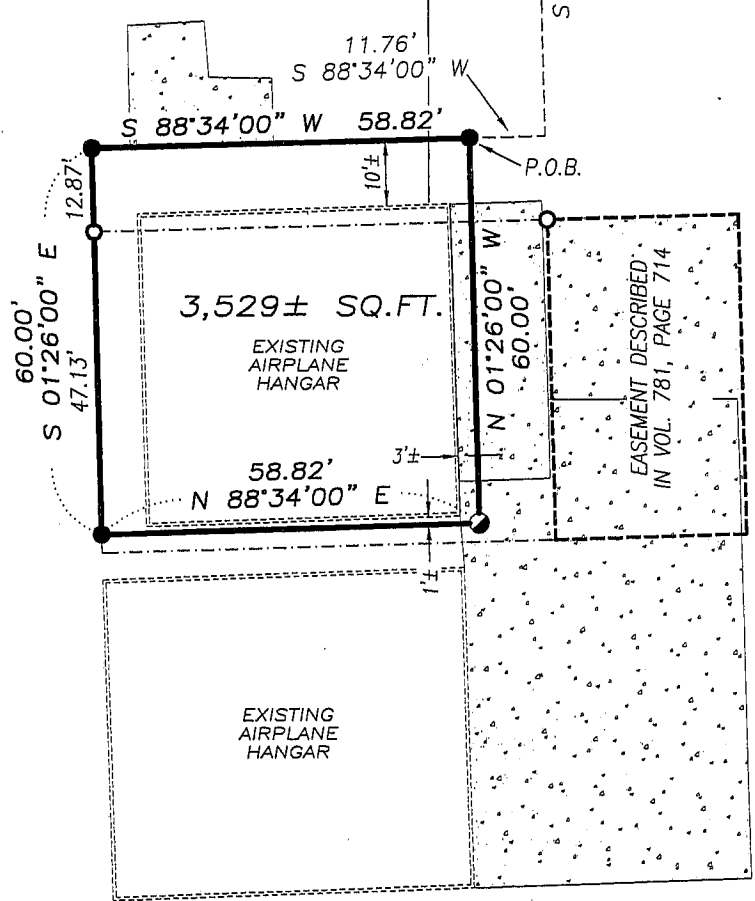 S
11.76'
S 88°34'00" W
S 88°34'00" W 58.82'
P.O.B.
10'±
12.87'
60.00'
S 01°26'00" E
47.13'
3,529± SQ.FT.
EXISTING
AIRPLANE
HANGAR
N 01°26'00" W
60.00'
EASEMENT DESCRIBED
IN VOL. 781, PAGE 714
3'±
58.82'
N 88°34'00" E
1'±
EXISTING
AIRPLANE
HANGAR